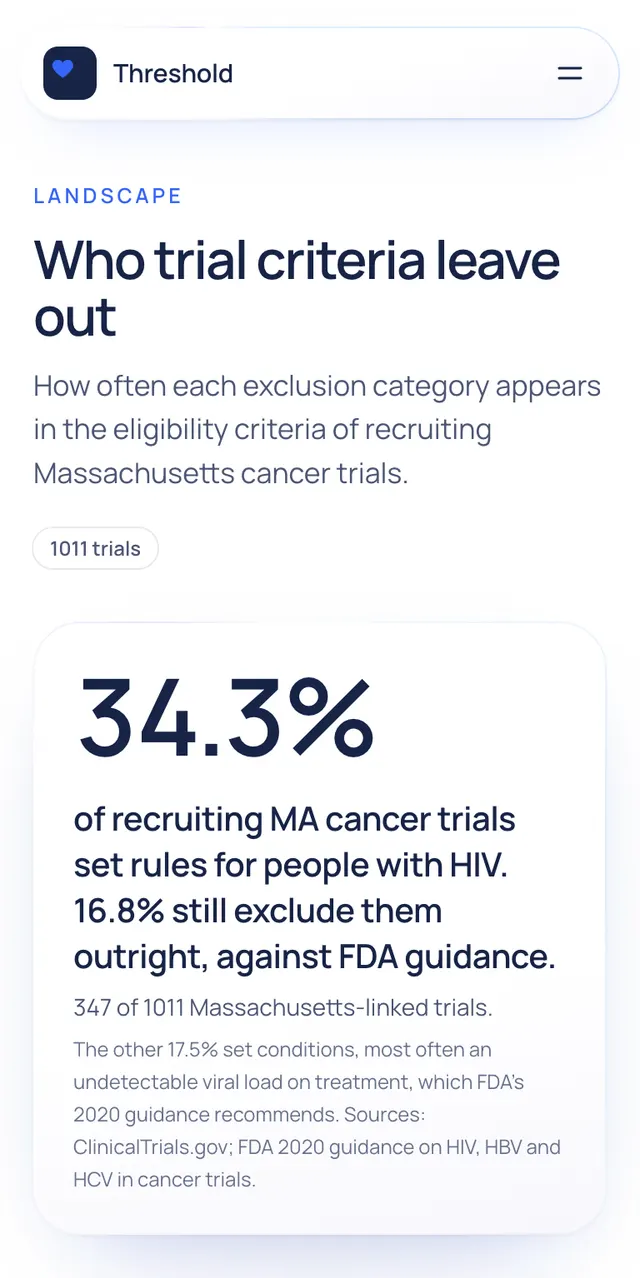 Threshold
LANDSCAPE
Who trial criteria leave
out
How often each exclusion category appears
in the eligibility criteria of recruiting
Massachusetts cancer trials.
1011 trials
34.3%
of recruiting MA cancer trials
set rules for people with HIV.
16.8% still exclude them
outright, against FDA guidance.
347 of 1011 Massachusetts-linked trials.
The other 17.5% set conditions, most often an
undetectable viral load on treatment, which FDA's
2020 guidance recommends. Sources:
ClinicalTrials.gov; FDA 2020 guidance on HIV, HBV and
HCV in cancer trials.